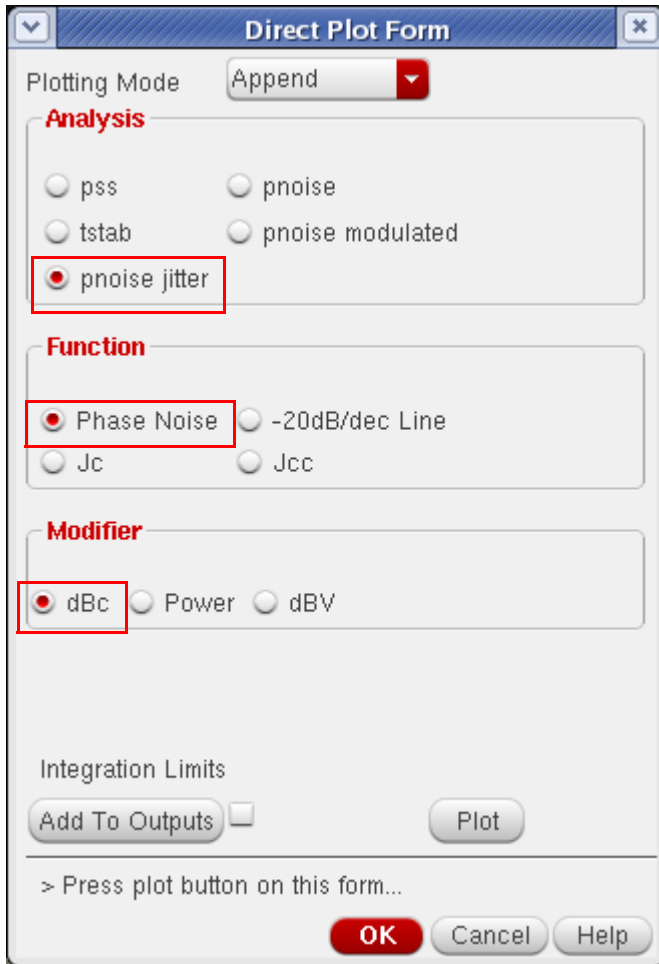 Direct Plot Form
Plotting Mode Append
Analysis
pss pnoise
tstab pnoise modulated
pnoise jitter
Function
Phase Noise -20dB/dec Line
Jc Jcc
Modifier
dBc Power dBV
Integration Limits
Add To Outputs Plot
> Press plot button on this form...
OK Cancel Help